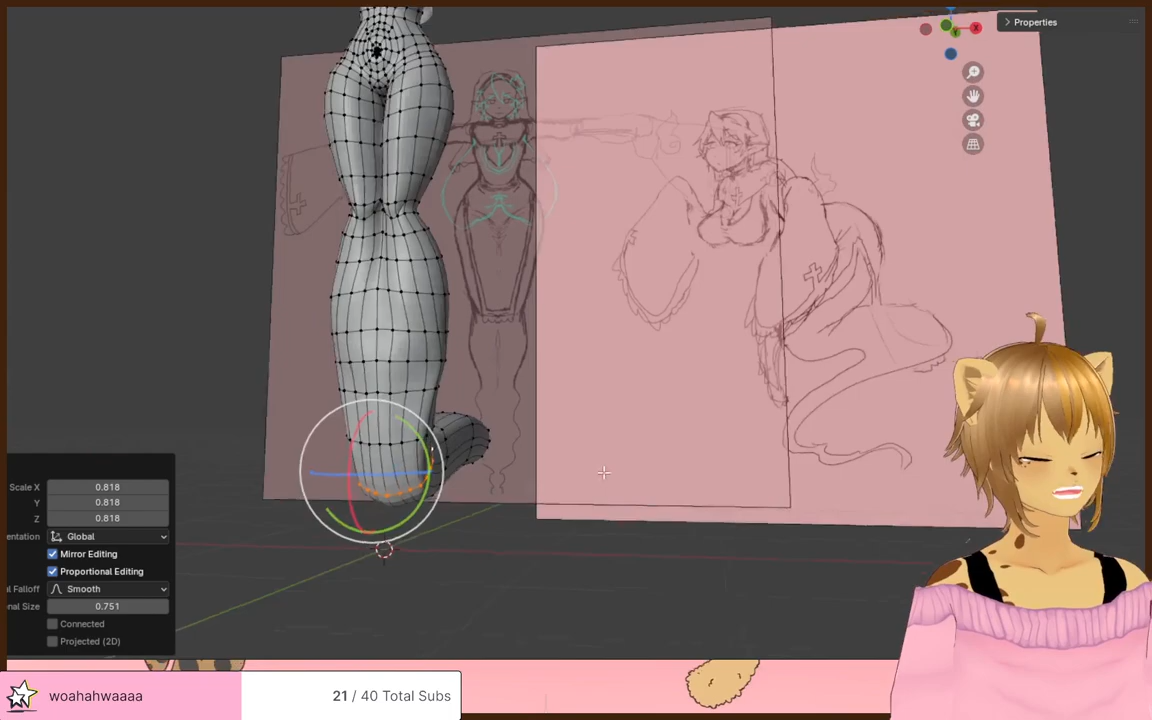 Properties
Scale X 0.818
Y 0.818
Z 0.818
entation Global
Mirror Editing
Proportional Editing
al Falloff Smooth
nal Size 0.751
Connected
Projected (2D)
woahahwaaaa
21 / 40 Total Subs